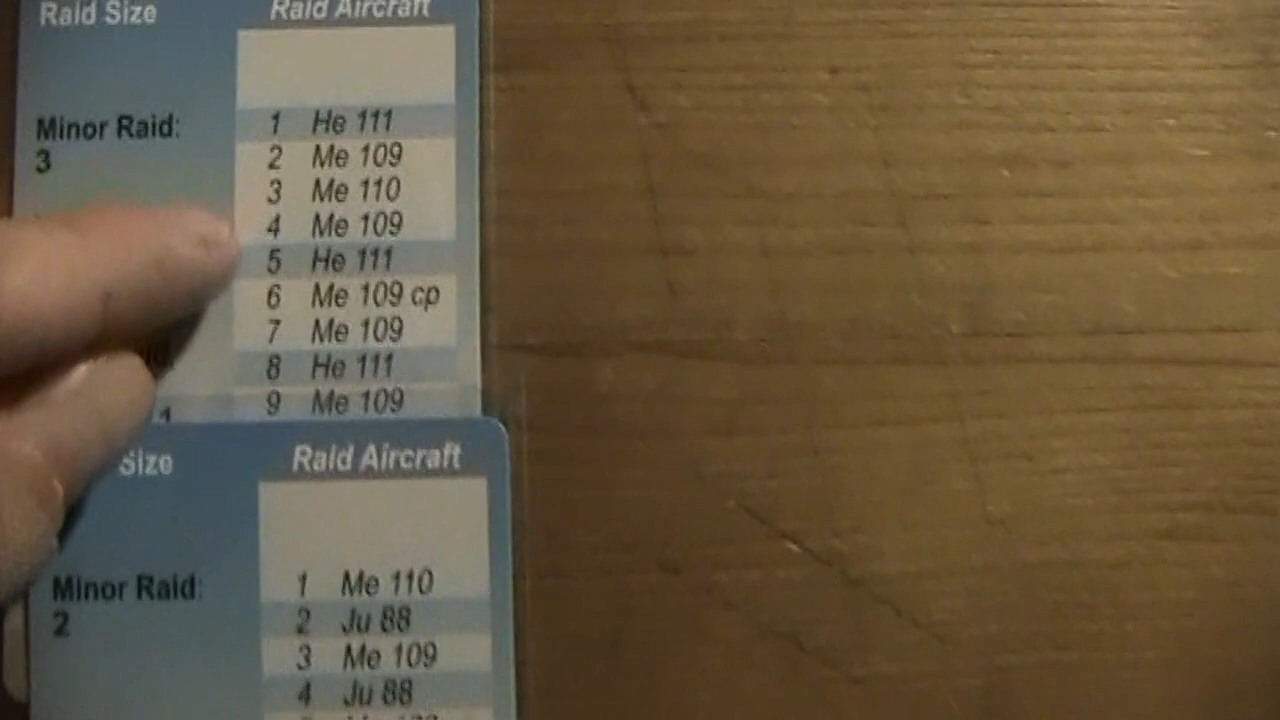 Raid Size Raid Aircraft
Minor Raid: 1 He 111
3 2 Me 109
3 Me 110
4 Me 109
5 He 111
6 Me 109 cp
7 Me 109
8 He 111
9 Me 109
1
Size Raid Aircraft
Minor Raid: 1 Me 110
2 2 Ju 88
3 Me 109
4 Ju 88